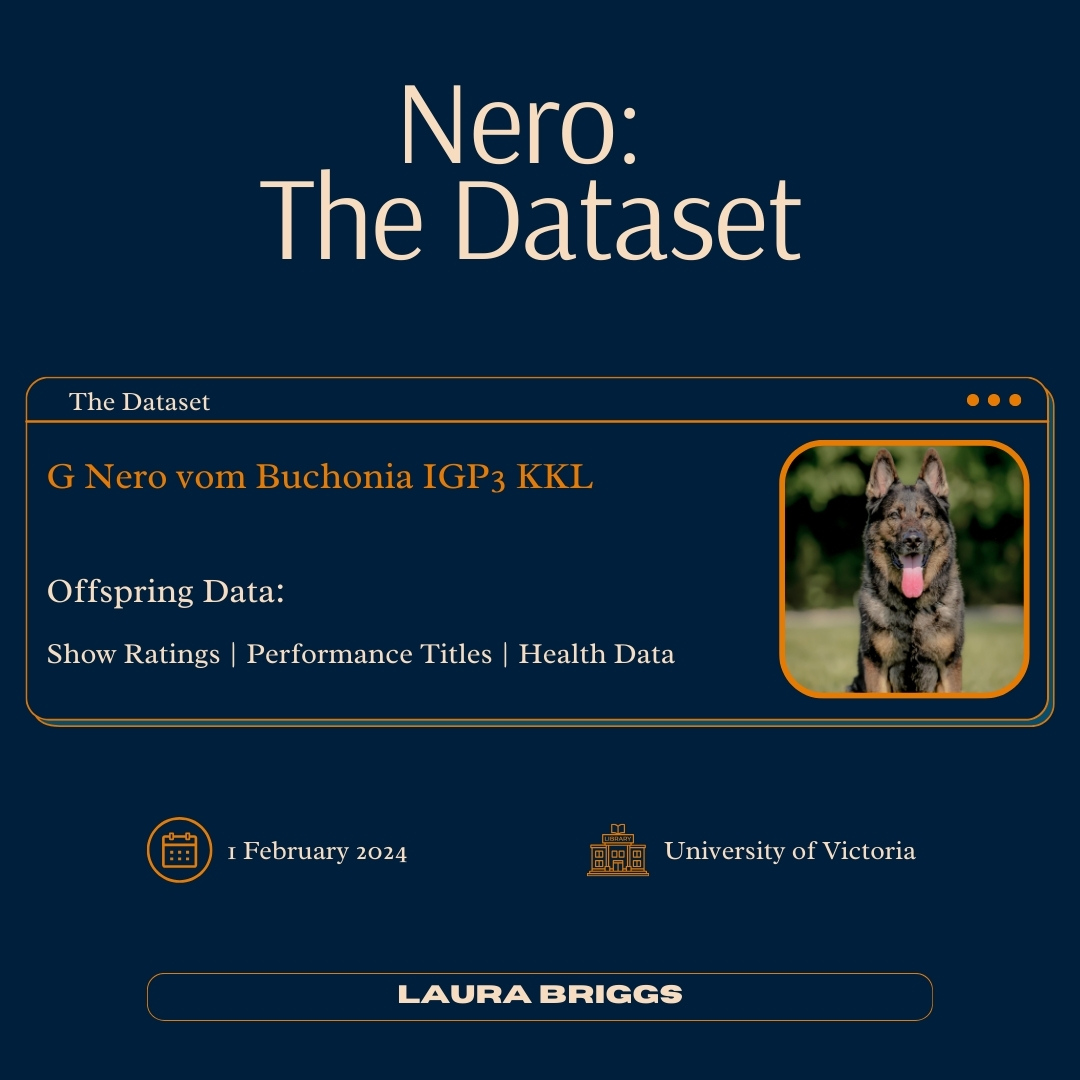 Nero:
The Dataset
The Dataset
G Nero vom Buchonia IGP3 KKL
Offspring Data:
Show Ratings | Performance Titles | Health Data
1 February 2024
LIBRARY
University of Victoria
LAURA BRIGGS